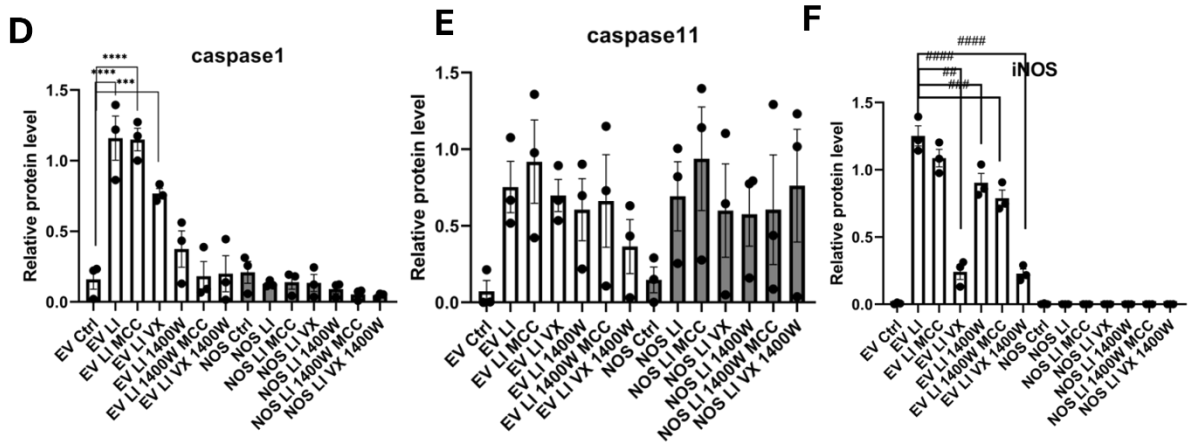 D
caspase1
****
****
***
Relative protein level
1.5
1.0
0.5
0.0
EV Ctrl
EV LI
EV LI MCC
EV LI VX
EV LI 1400W
EV LI 1400W MCC
EV LI VX 1400W
NOS Ctrl
NOS LI
NOS LI MCC
NOS LI VX
NOS LI 1400W
NOS LI 1400W MCC
NOS LI VX 1400W
E
caspase11
Relative protein level
1.5
1.0
0.5
0.0
EV Ctrl
EV LI
EV LI MCC
EV LI VX
EV LI 1400W
EV LI 1400W MCC
EV LI VX 1400W
NOS Ctrl
NOS LI
NOS LI MCC
NOS LI VX
NOS LI 1400W
NOS LI 1400W MCC
NOS LI VX 1400W
F
####
####
##
iNOS
###
Relative protein level
1.5
1.0
0.5
0.0
EV Ctrl
EV LI
EV LI MCC
EV LI VX
EV LI 1400W
EV LI 1400W MCC
EV LI VX 1400W
NOS Ctrl
NOS LI
NOS LI MCC
NOS LI VX
NOS LI 1400W
NOS LI 1400W MCC
NOS LI VX 1400W